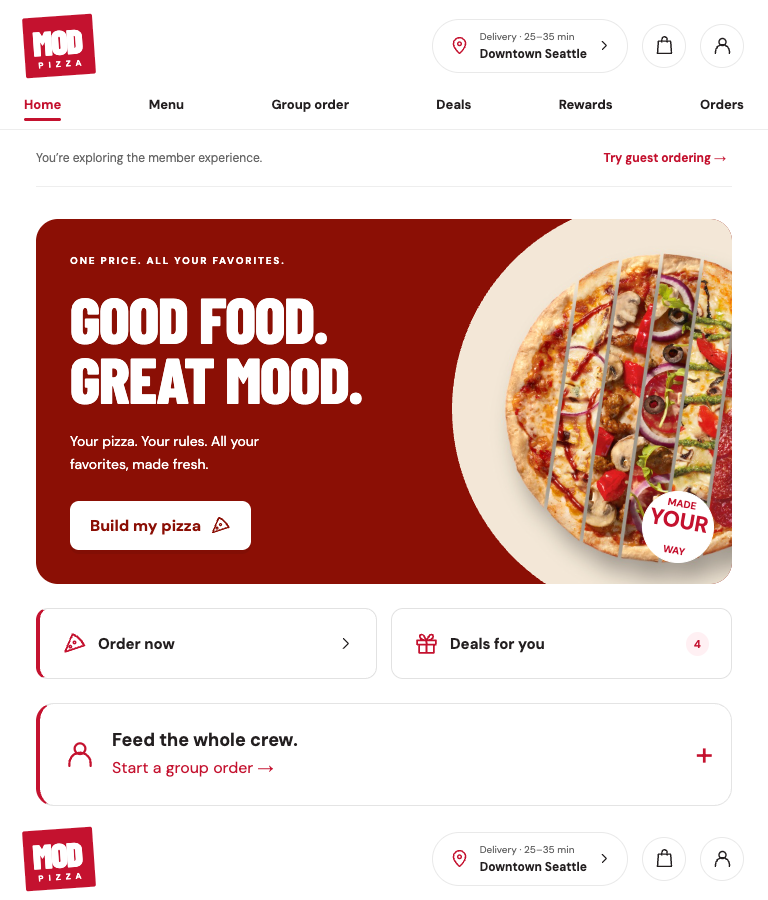 MOD
PIZZA
Delivery · 25–35 min
Downtown Seattle
Home
Menu
Group order
Deals
Rewards
Orders
You're exploring the member experience.
Try guest ordering →
ONE PRICE. ALL YOUR FAVORITES.
GOOD FOOD.
GREAT MOOD.
Your pizza. Your rules. All your
favorites, made fresh.
Build my pizza
MADE
YOUR
WAY
Order now
Deals for you
4
Feed the whole crew.
Start a group order →
MOD
PIZZA
Delivery · 25–35 min
Downtown Seattle